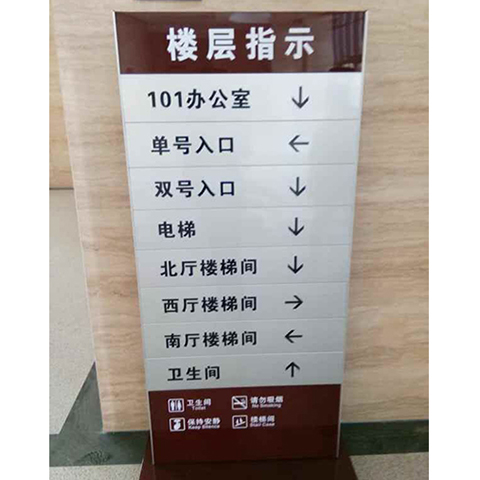 楼层指示
101办公室 ↓
单号入口 ←
双号入口 ↓
电梯 ↓
北厅楼梯间 ↓
西厅楼梯间 →
南厅楼梯间 ←
卫生间 ↑
卫生间 请勿吸烟
Toilet No Smoking
保持安静 楼梯间
Keep Silence Stair Case